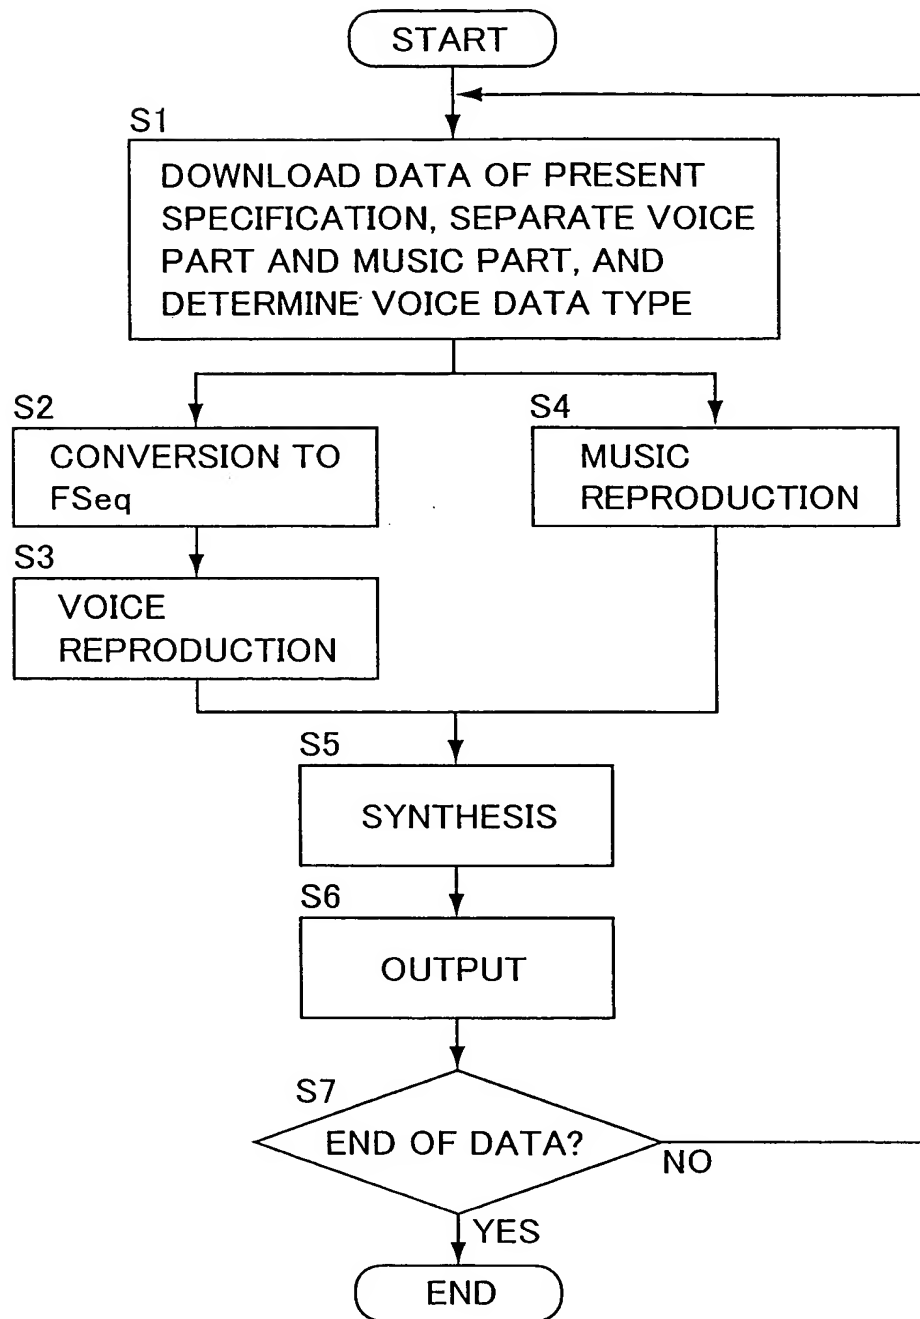 START
S1
DOWNLOAD DATA OF PRESENT
SPECIFICATION, SEPARATE VOICE
PART AND MUSIC PART, AND
DETERMINE VOICE DATA TYPE
S2
CONVERSION TO
FSeq
S4
MUSIC
REPRODUCTION
S3
VOICE
REPRODUCTION
S5
SYNTHESIS
S6
OUTPUT
S7
END OF DATA?
NO
YES
END